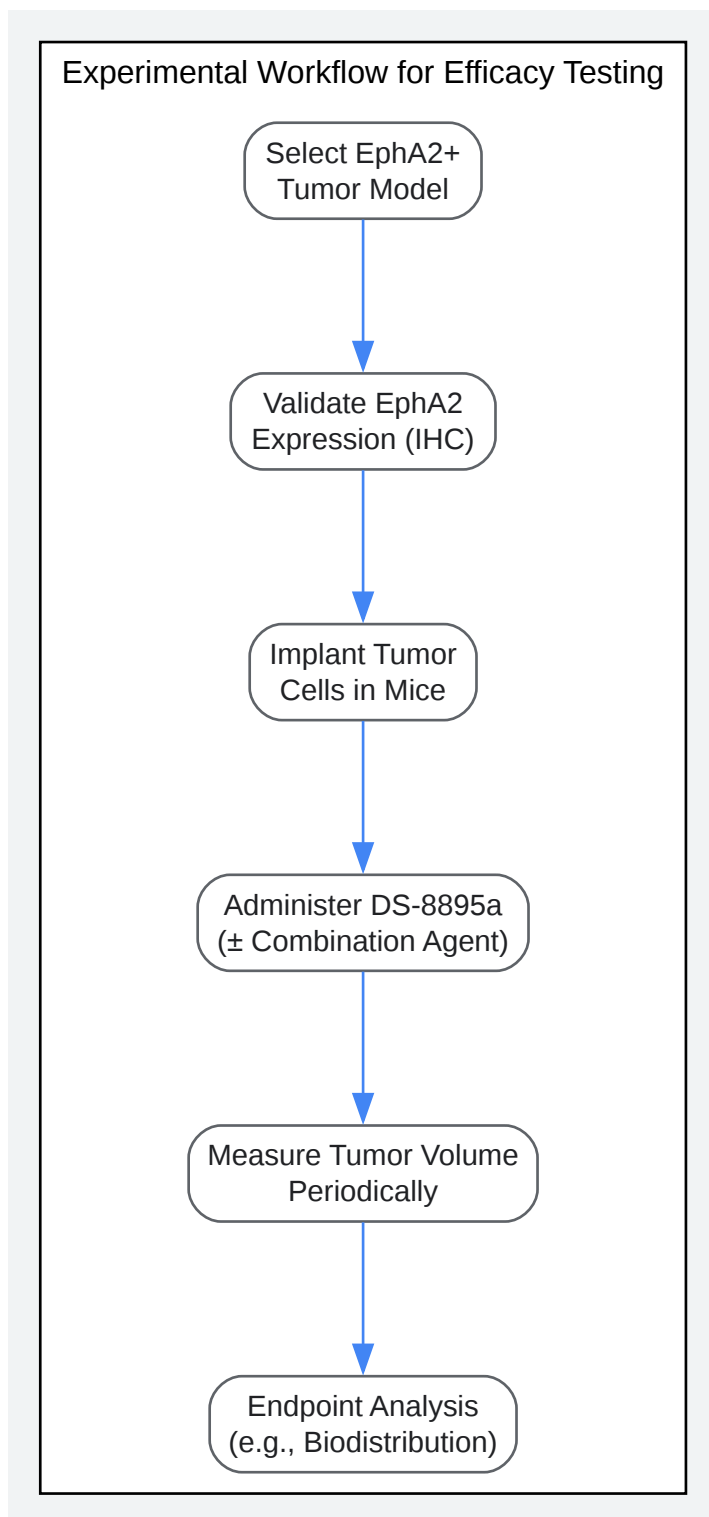 Experimental Workflow for Efficacy Testing
Select EphA2+
Tumor Model
Validate EphA2
Expression (IHC)
Implant Tumor
Cells in Mice
Administer DS-8895a
(± Combination Agent)
Measure Tumor Volume
Periodically
Endpoint Analysis
(e.g., Biodistribution)